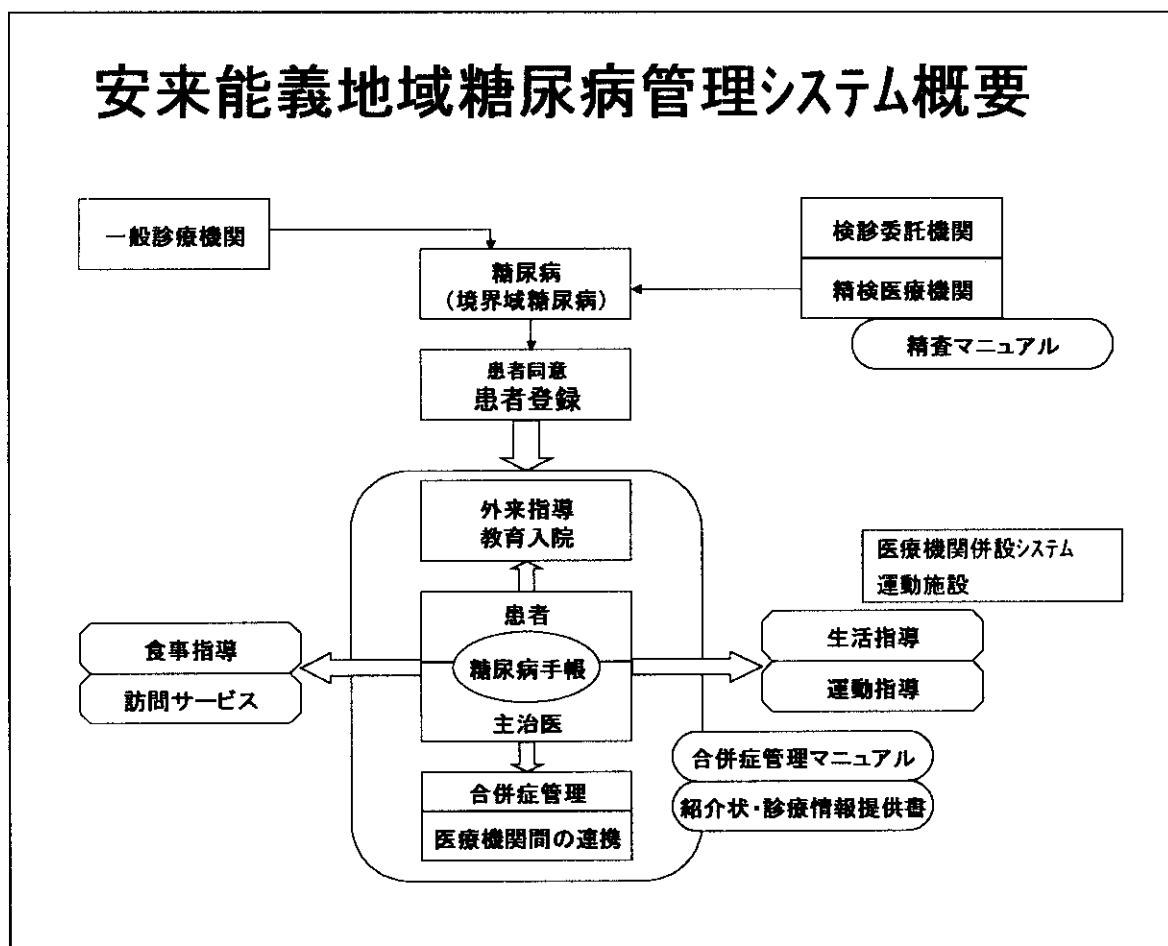 安来能義地域糖尿病管理システム概要
一般診療機関
検診委託機関
精検医療機関
精査マニュアル
糖尿病
(境界域糖尿病)
患者同意
患者登録
外来指導
教育入院
医療機関併設システム
運動施設
患者
糖尿病手帳
主治医
食事指導
訪問サービス
生活指導
運動指導
合併症管理マニュアル
紹介状・診療情報提供書
合併症管理
医療機関間の連携